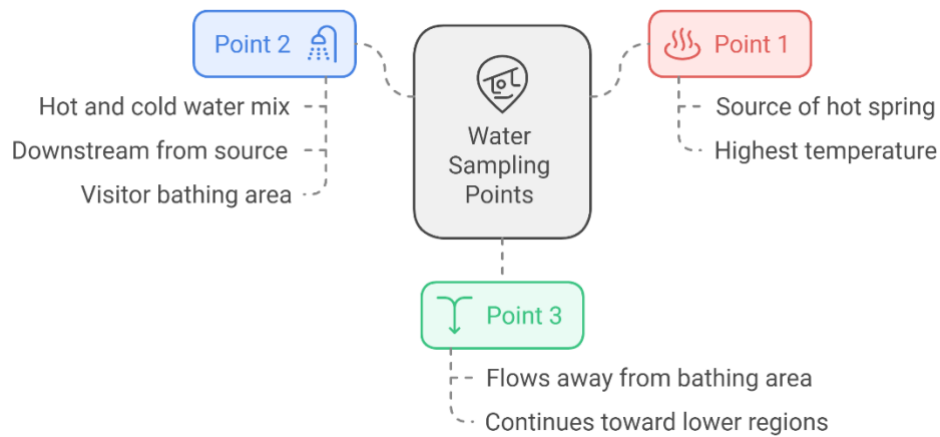 Point 2
Hot and cold water mix
Downstream from source
Visitor bathing area
Water
Sampling
Points
Point 1
Source of hot spring
Highest temperature
Point 3
Flows away from bathing area
Continues toward lower regions